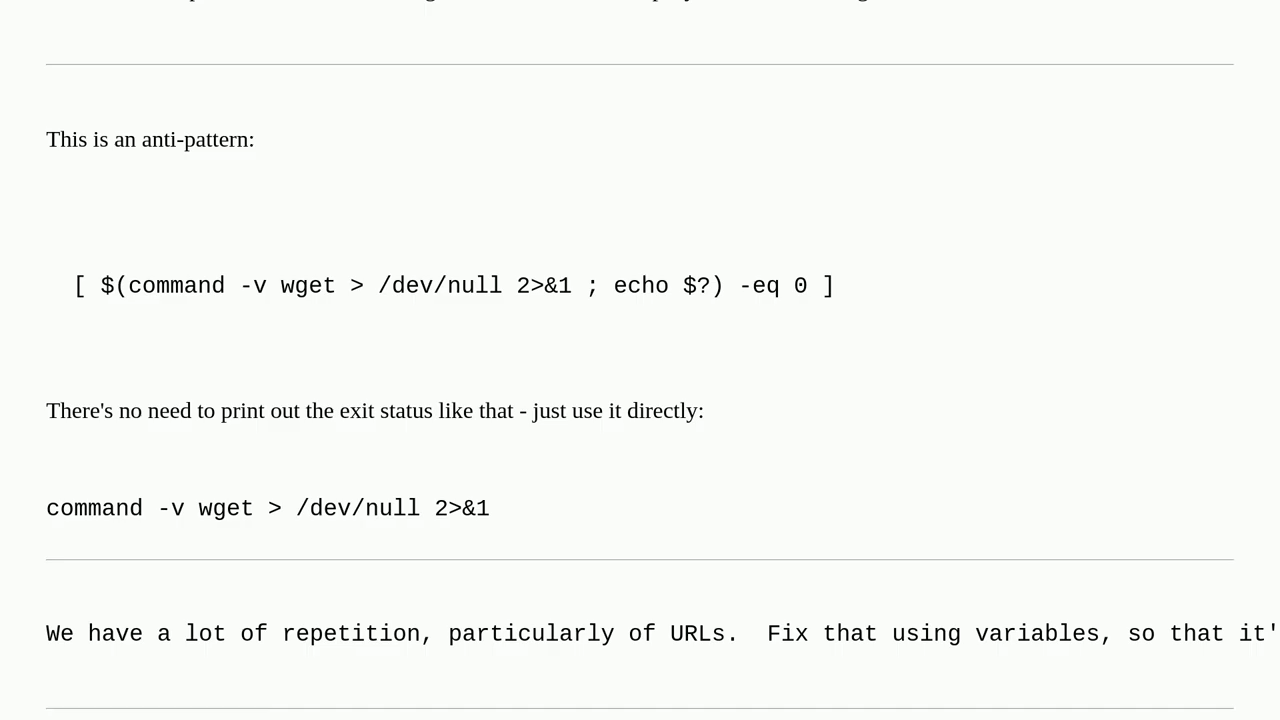 This is an anti-pattern:
[ $(command -v wget > /dev/null 2>&1 ; echo $?) -eq 0 ]
There's no need to print out the exit status like that - just use it directly:
command -v wget > /dev/null 2>&1
We have a lot of repetition, particularly of URLs.  Fix that using variables, so that it'